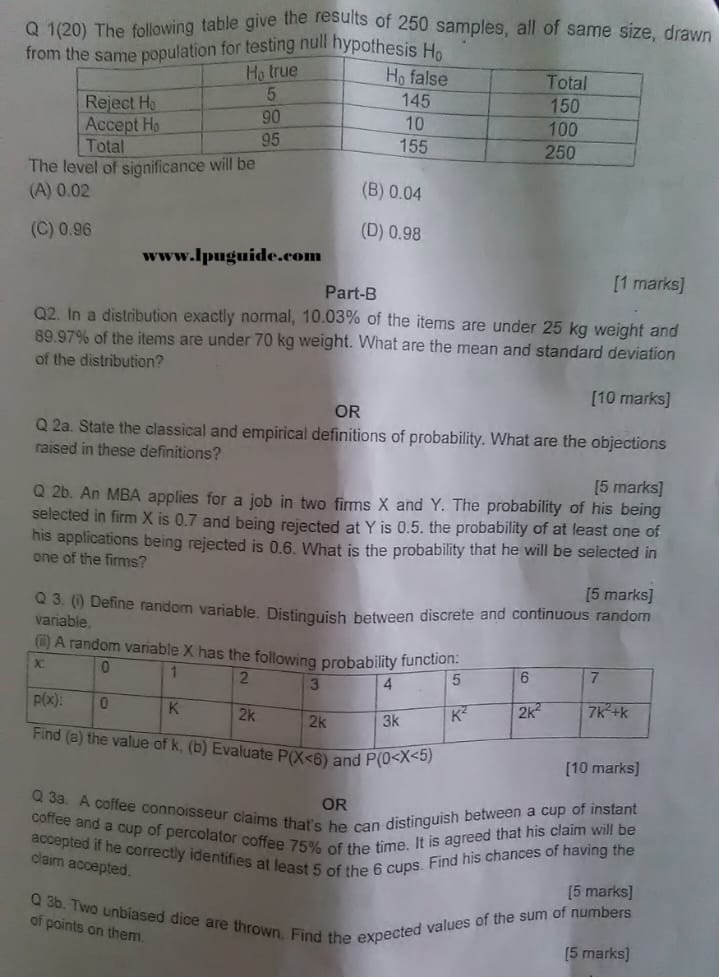 Q 1(20) The following table give the results of 250 samples, all of same size, drawn
from the same population for testing null hypothesis H₀
H₀ true H₀ false Total
Reject H₀ 5 145 150
Accept H₀ 90 10 100
Total 95 155 250
The level of significance will be
(A) 0.02 (B) 0.04
(C) 0.96 (D) 0.98
www.lpuguide.com
[1 marks]
Part-B
Q2. In a distribution exactly normal, 10.03% of the items are under 25 kg weight and
89.97% of the items are under 70 kg weight. What are the mean and standard deviation
of the distribution?
[10 marks]
OR
Q 2a. State the classical and empirical definitions of probability. What are the objections
raised in these definitions?
[5 marks]
Q 2b. An MBA applies for a job in two firms X and Y. The probability of his being
selected in firm X is 0.7 and being rejected at Y is 0.5. the probability of at least one of
his applications being rejected is 0.6. What is the probability that he will be selected in
one of the firms?
[5 marks]
Q 3. (i) Define random variable. Distinguish between discrete and continuous random
variable.
(ii) A random variable X has the following probability function:
x: 0 1 2 3 4 5 6 7
p(x): 0 K 2k 2k 3k K² 2k² 7k²+k
Find (a) the value of k, (b) Evaluate P(X<6) and P(0<X<5)
[10 marks]
OR
Q 3a. A coffee connoisseur claims that's he can distinguish between a cup of instant
coffee and a cup of percolator coffee 75% of the time. It is agreed that his claim will be
accepted if he correctly identifies at least 5 of the 6 cups. Find his chances of having the
claim accepted.
[5 marks]
Q 3b. Two unbiased dice are thrown. Find the expected values of the sum of numbers
of points on them.
[5 marks]